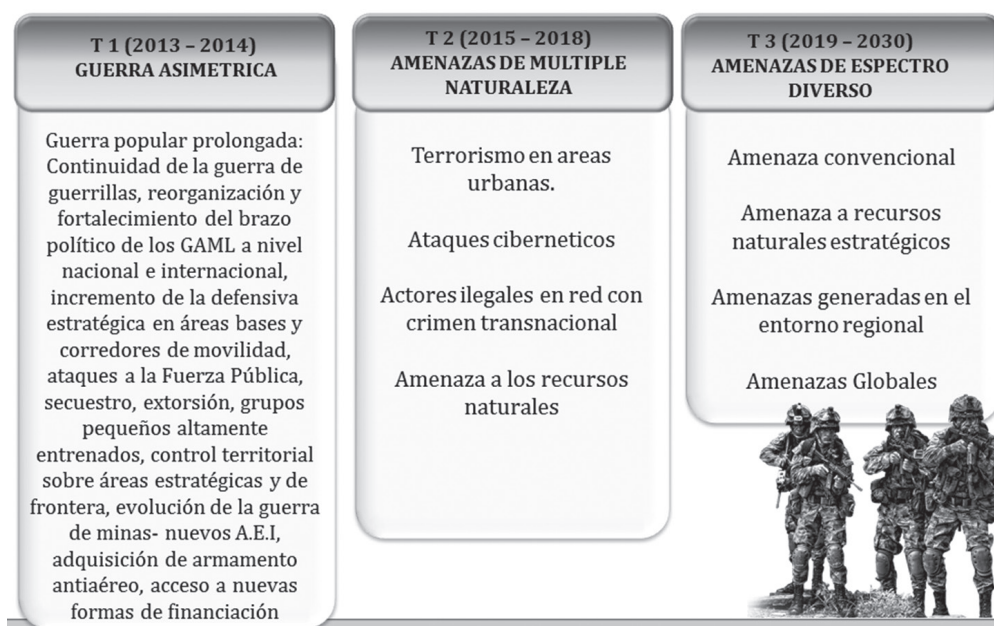 T 1 (2013 – 2014)
GUERRA ASIMETRICA
Guerra popular prolongada:
Continuidad de la guerra de
guerrillas, reorganización y
fortalecimiento del brazo
político de los GAML a nivel
nacional e internacional,
incremento de la defensiva
estratégica en áreas bases y
corredores de movilidad,
ataques a la Fuerza Pública,
secuestro, extorsión, grupos
pequeños altamente
entrenados, control territorial
sobre áreas estratégicas y de
frontera, evolución de la guerra
de minas- nuevos A.E.I,
adquisición de armamento
antiaéreo, acceso a nuevas
formas de financiación
T 2 (2015 – 2018)
AMENAZAS DE MULTIPLE
NATURALEZA
Terrorismo en areas
urbanas.
Ataques ciberneticos
Actores ilegales en red con
crimen transnacional
Amenaza a los recursos
naturales
T 3 (2019 – 2030)
AMENAZAS DE ESPECTRO
DIVERSO
Amenaza convencional
Amenaza a recursos
naturales estratégicos
Amenazas generadas en el
entorno regional
Amenazas Globales